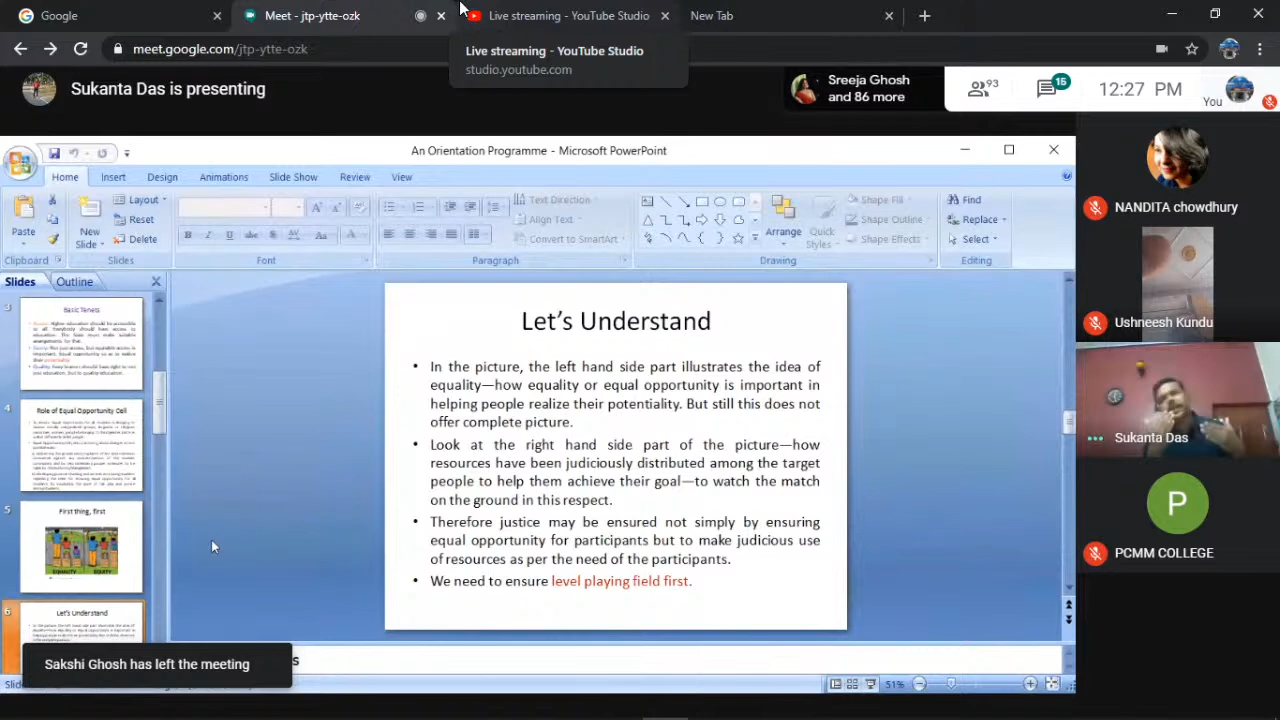 Google
Meet - jtp-ytte-ozk
Live streaming - YouTube Studio
New Tab
meet.google.com/jtp-ytte-ozk
Live streaming - YouTube Studio
studio.youtube.com
Sukanta Das is presenting
Sreeja Ghosh
and 86 more
93
15
12:27 PM
You
An Orientation Programme - Microsoft PowerPoint
Home Insert Design Animations Slide Show Review View
Paste
New
Slide
Layout
Reset
Delete
Text Direction
Align Text
Convert to SmartArt
Arrange
Quick
Styles
Shape Fill
Shape Outline
Shape Effects
Find
Replace
Select
Clipboard Slides Font Paragraph Drawing Editing
Slides Outline
3
Basic Tenets
4
Role of Equal Opportunity Cell
5
First thing, first
EQUALITY EQUITY
6
Let's Understand
Let's Understand
• In the picture, the left hand side part illustrates the idea of
equality—how equality or equal opportunity is important in
helping people realize their potentiality. But still this does not
offer complete picture.
• Look at the right hand side part of the picture—how
resources have been judiciously distributed among the target
people to help them achieve their goal—to watch the match
on the ground in this respect.
• Therefore justice may be ensured not simply by ensuring
equal opportunity for participants but to make judicious use
of resources as per the need of the participants.
• We need to ensure level playing field first.
NANDITA chowdhury
Ushneesh Kundu
Sukanta Das
P
PCMM COLLEGE
Sakshi Ghosh has left the meeting
51%